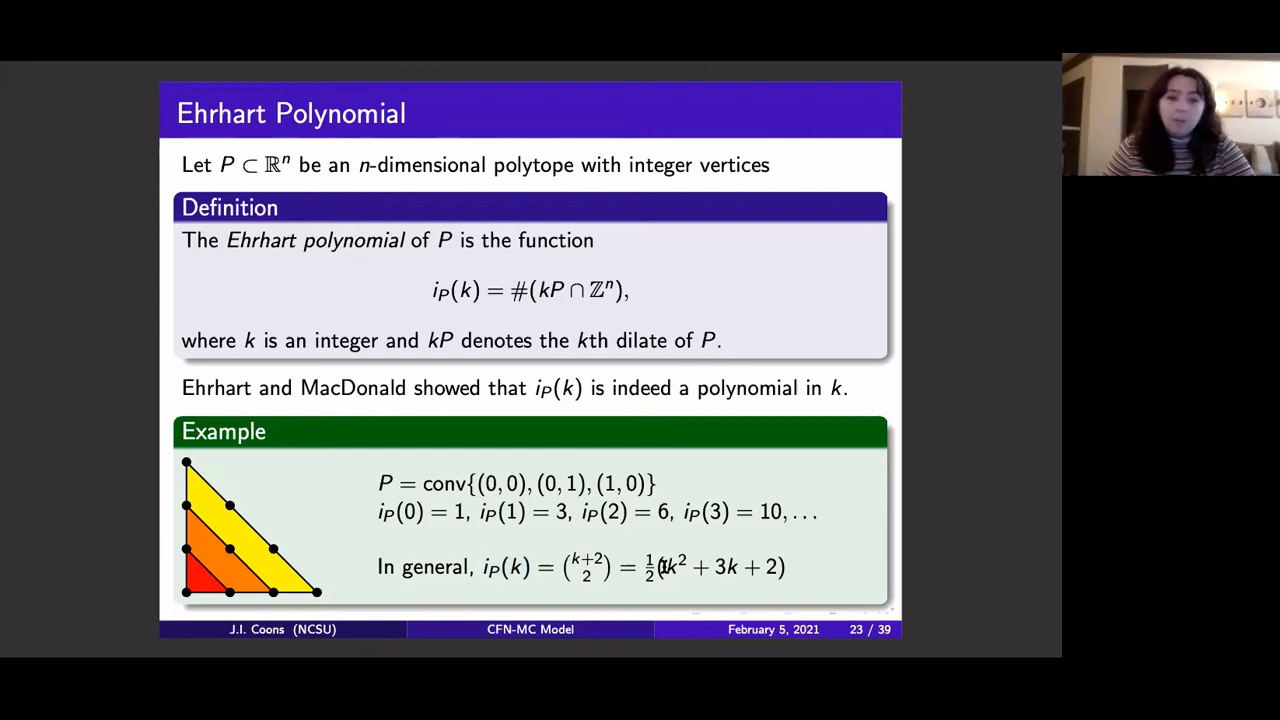 Ehrhart Polynomial
Let P ⊂ ℝⁿ be an n-dimensional polytope with integer vertices
Definition
The Ehrhart polynomial of P is the function
i_P(k) = #(kP ∩ ℤⁿ),
where k is an integer and kP denotes the kth dilate of P.
Ehrhart and MacDonald showed that i_P(k) is indeed a polynomial in k.
Example
P = conv{(0, 0), (0, 1), (1, 0)}
i_P(0) = 1, i_P(1) = 3, i_P(2) = 6, i_P(3) = 10, . . .
In general, i_P(k) = \binom{k+2}{2} = \frac{1}{2}(k² + 3k + 2)
J.I. Coons (NCSU) CFN-MC Model February 5, 2021 23 / 39